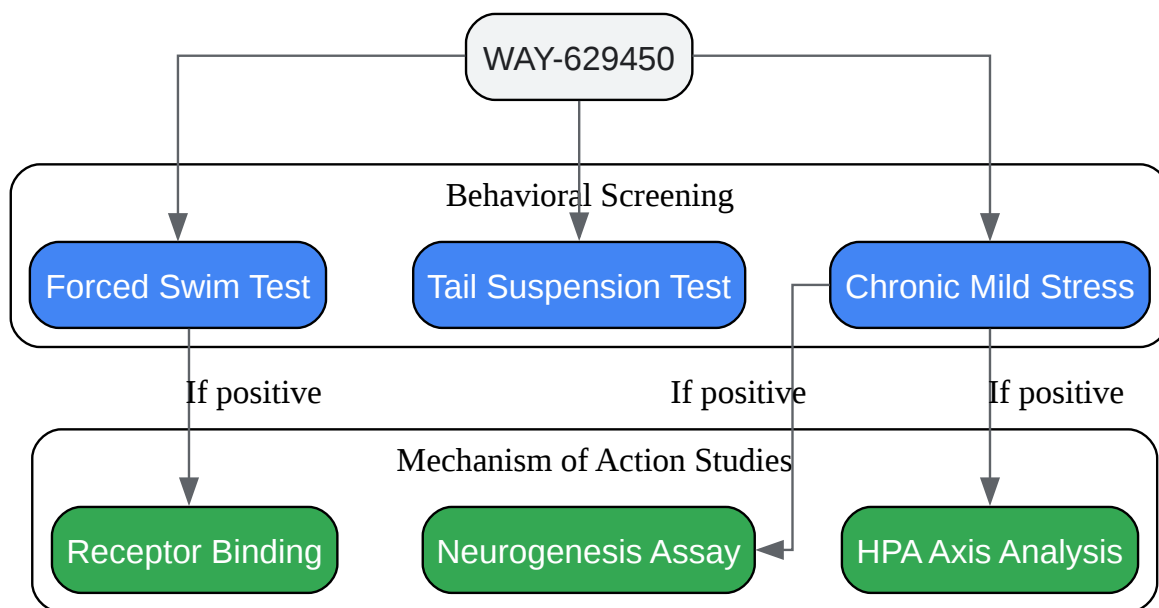 WAY-629450
Behavioral Screening
Forced Swim Test
Tail Suspension Test
Chronic Mild Stress
If positive
If positive
If positive
Mechanism of Action Studies
Receptor Binding
Neurogenesis Assay
HPA Axis Analysis